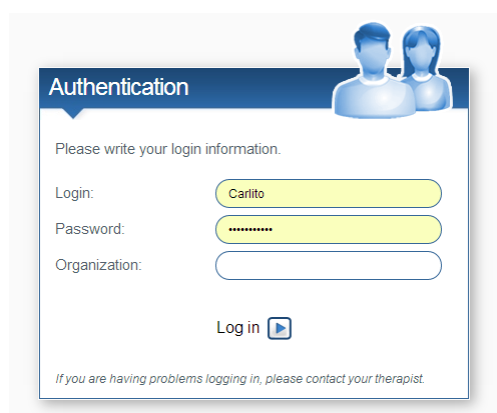 Authentication
Please write your login information.
Login: Carlito
Password: •••••••••••
Organization:
Log in
If you are having problems logging in, please contact your therapist.